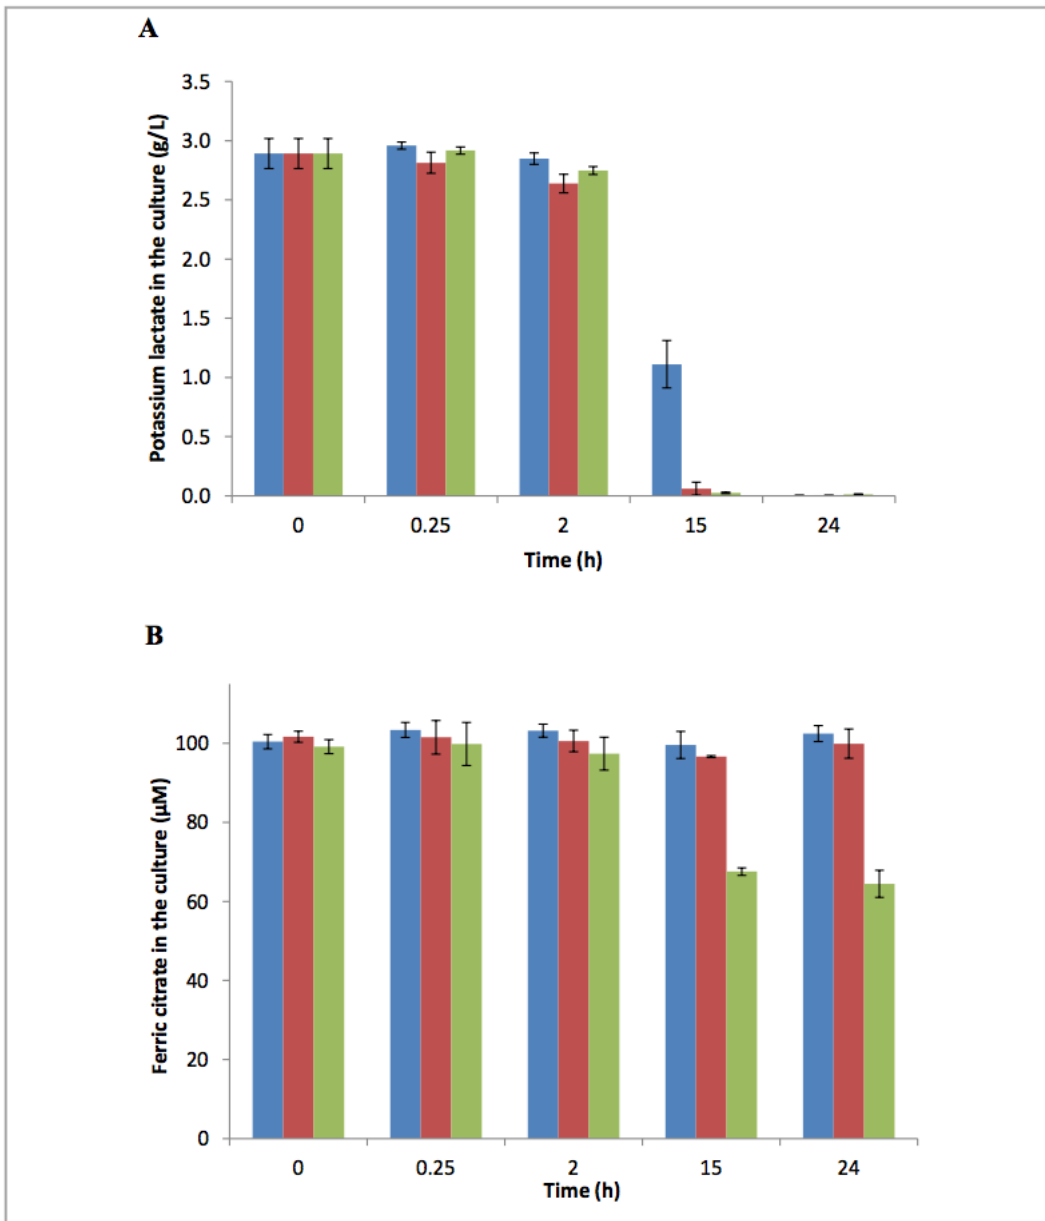 A
Potassium lactate in the culture (g/L)
3.5
3.0
2.5
2.0
1.5
1.0
0.5
0.0
0 0.25 2 15 24
Time (h)
B
Ferric citrate in the culture (µM)
100
80
60
40
20
0
0 0.25 2 15 24
Time (h)